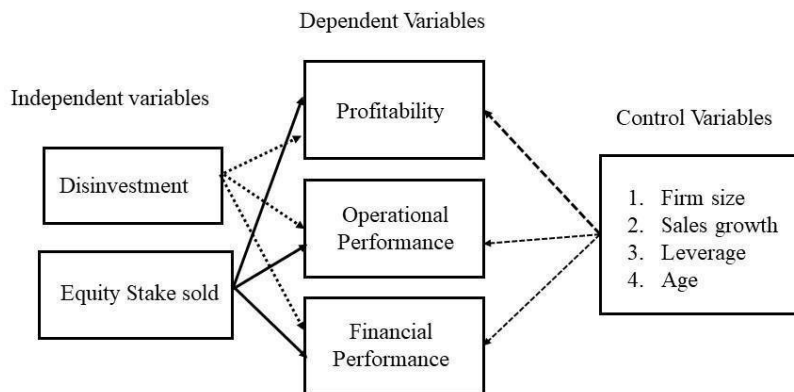 Dependent Variables
Independent variables
Disinvestment
Equity Stake sold
Profitability
Operational
Performance
Financial
Performance
Control Variables
1. Firm size
2. Sales growth
3. Leverage
4. Age